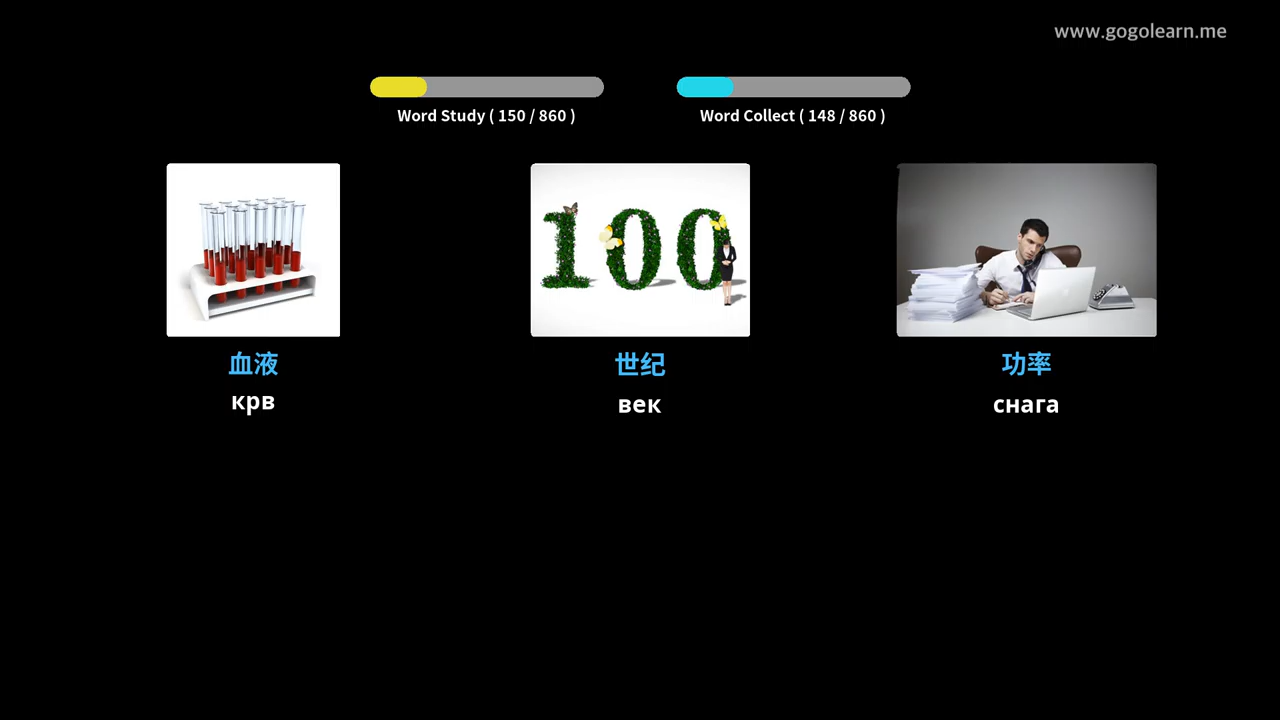 www.gogolearn.me
Word Study ( 150 / 860 )
Word Collect ( 148 / 860 )
血液
世纪
功率
крв
век
снага